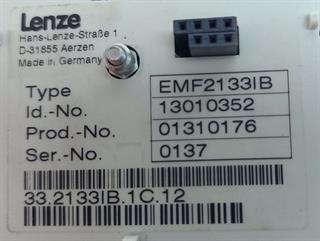 Lenze
Hans-Lenze-Straße 1
D-31855 Aerzen
Made in Germany
Type EMF2133IB
Id.-No. 13010352
Prod.-No. 01310176
Ser.-No. 0137
33.2133IB.1C.12